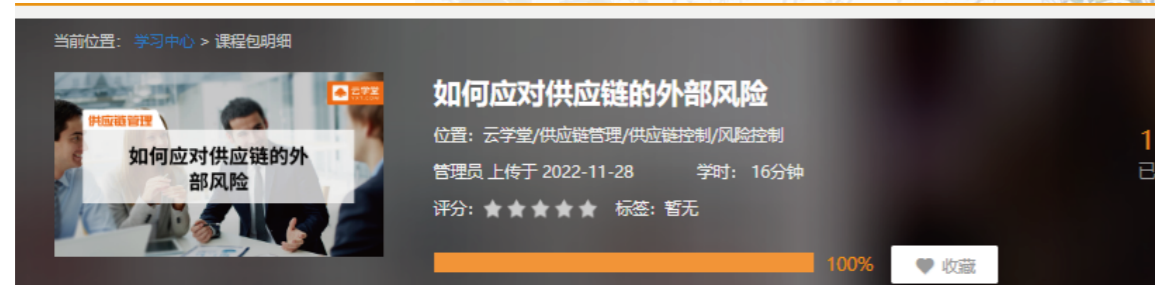 当前位置： 学习中心 > 课程包明细
云学堂
YXT.COM
供应链管理
如何应对供应链的外
部风险
如何应对供应链的外部风险
位置：云学堂/供应链管理/供应链控制/风险控制
管理员 上传于 2022-11-28 学时： 16分钟
评分：★★★★★ 标签：暂无
100% 收藏
1
已